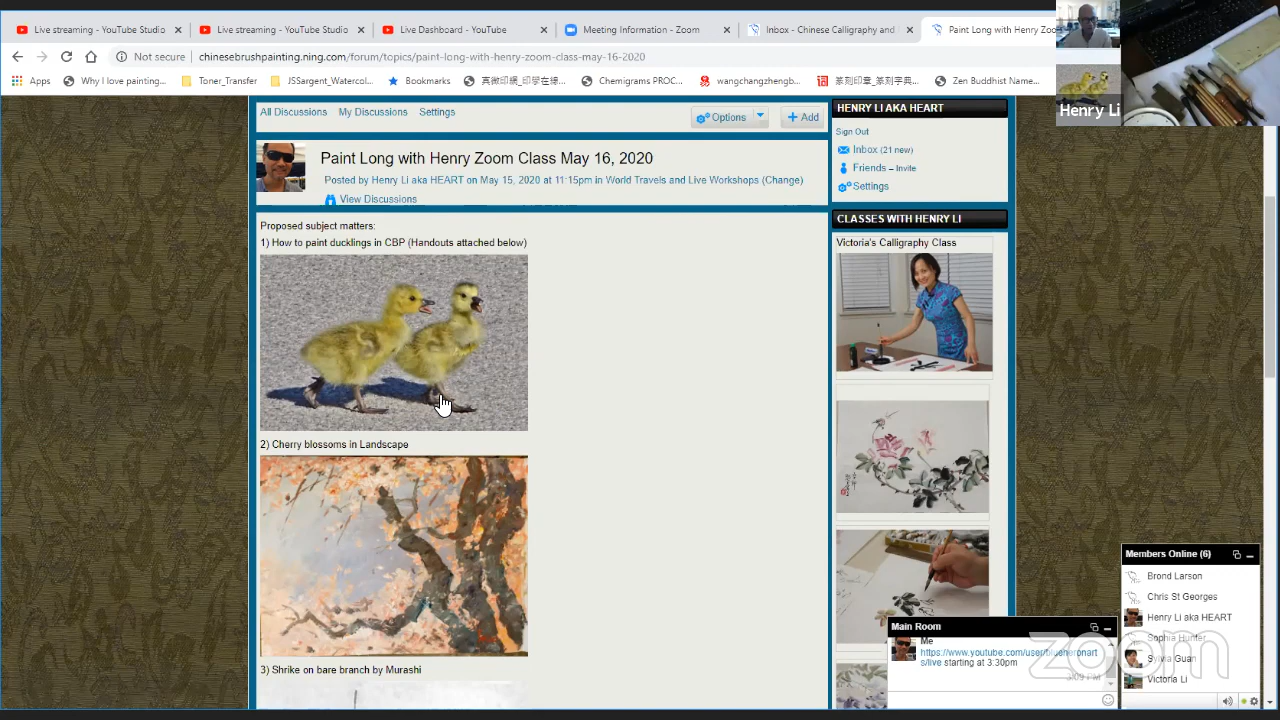 Live streaming - YouTube Studio
Live streaming - YouTube Studio
Live Dashboard - YouTube
Meeting Information - Zoom
Inbox - Chinese Calligraphy and
Paint Long with Henry Zoo
Not secure
chinesebrushpainting.ning.com/forum/topics/paint-long-with-henry-zoom-class-may-16-2020
Apps
Why I love painting...
Toner_Transfer
JSSargent_Watercol...
Bookmarks
Chemigrams PROC...
wangchangzhengb...
Zen Buddhist Name...
Henry Li
All Discussions
My Discussions
Settings
Options
Add
Paint Long with Henry Zoom Class May 16, 2020
Posted by Henry Li aka HEART on May 15, 2020 at 11:15pm in World Travels and Live Workshops (Change)
View Discussions
Proposed subject matters:
1) How to paint ducklings in CBP (Handouts attached below)
2) Cherry blossoms in Landscape
3) Shrike on bare branch by Murashi
HENRY LI AKA HEART
Sign Out
Inbox (21 new)
Friends – Invite
Settings
CLASSES WITH HENRY LI
Victoria's Calligraphy Class
Main Room
Me
https://www.youtube.com/user/blueheronar
ts/live starting at 3:30pm
3:09 PM
Members Online (6)
Brond Larson
Chris St Georges
Henry Li aka HEART
Sophia Hunter
Sylvia Guan
Victoria Li
zoom